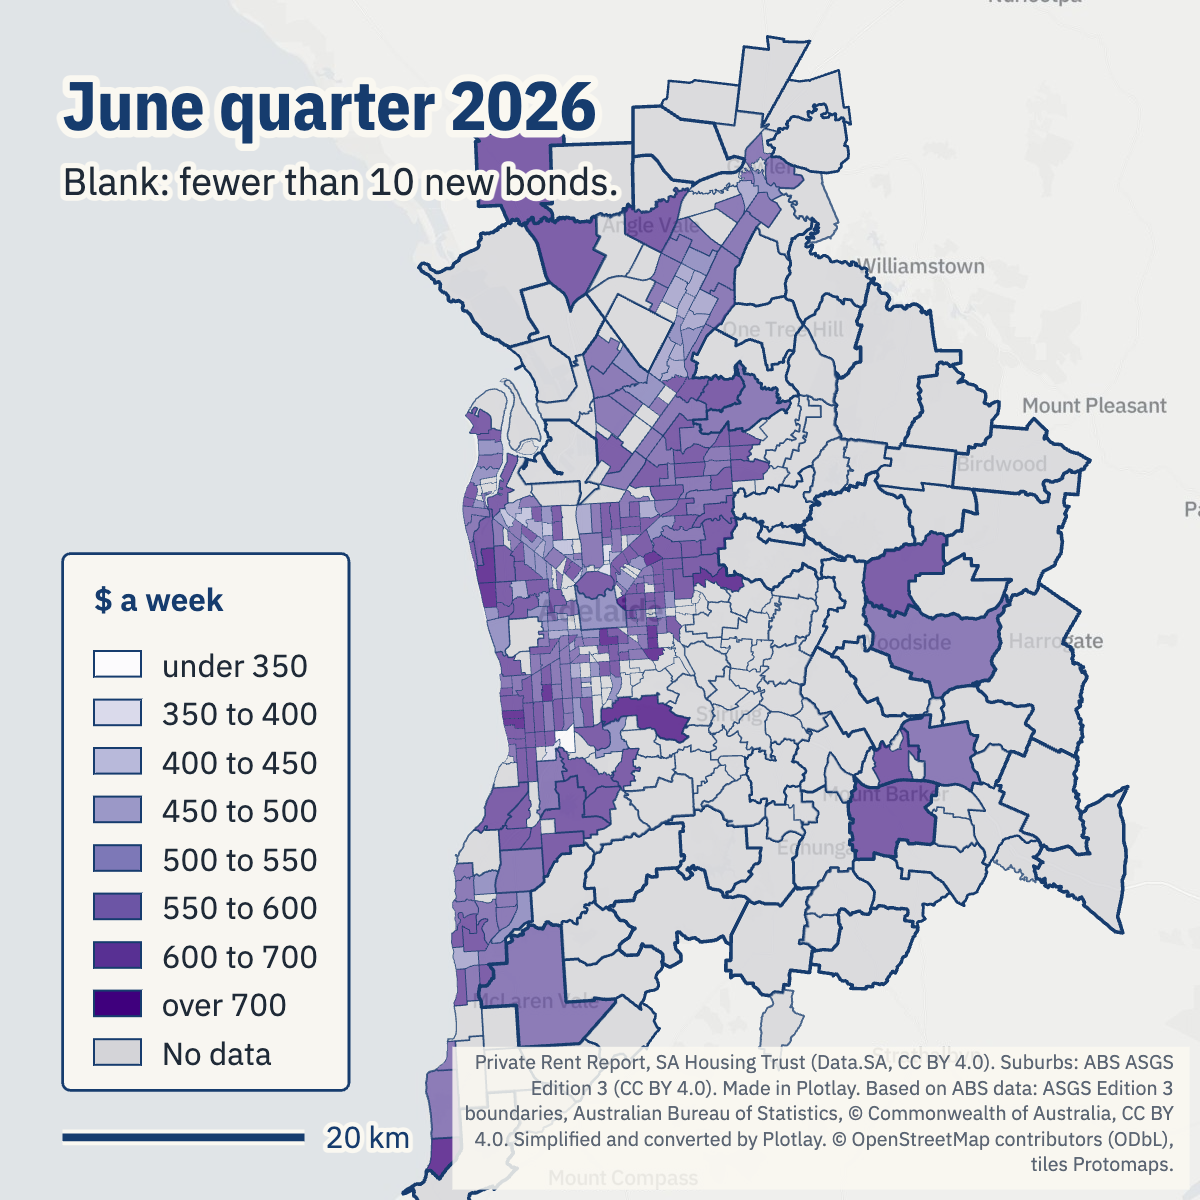 June quarter 2026
Blank: fewer than 10 new bonds.
Angle Vale
Williamstown
One Tree Hill
Mount Pleasant
Birdwood
Adelaide
Woodside
Harrogate
Stirling
Mount Barker
Echunga
McLaren Vale
Strathalbyn
Mount Compass
$ a week
under 350
350 to 400
400 to 450
450 to 500
500 to 550
550 to 600
600 to 700
over 700
No data
20 km
Private Rent Report, SA Housing Trust (Data.SA, CC BY 4.0). Suburbs: ABS ASGS
Edition 3 (CC BY 4.0). Made in Plotlay. Based on ABS data: ASGS Edition 3
boundaries, Australian Bureau of Statistics, © Commonwealth of Australia, CC BY
4.0. Simplified and converted by Plotlay. © OpenStreetMap contributors (ODbL),
tiles Protomaps.